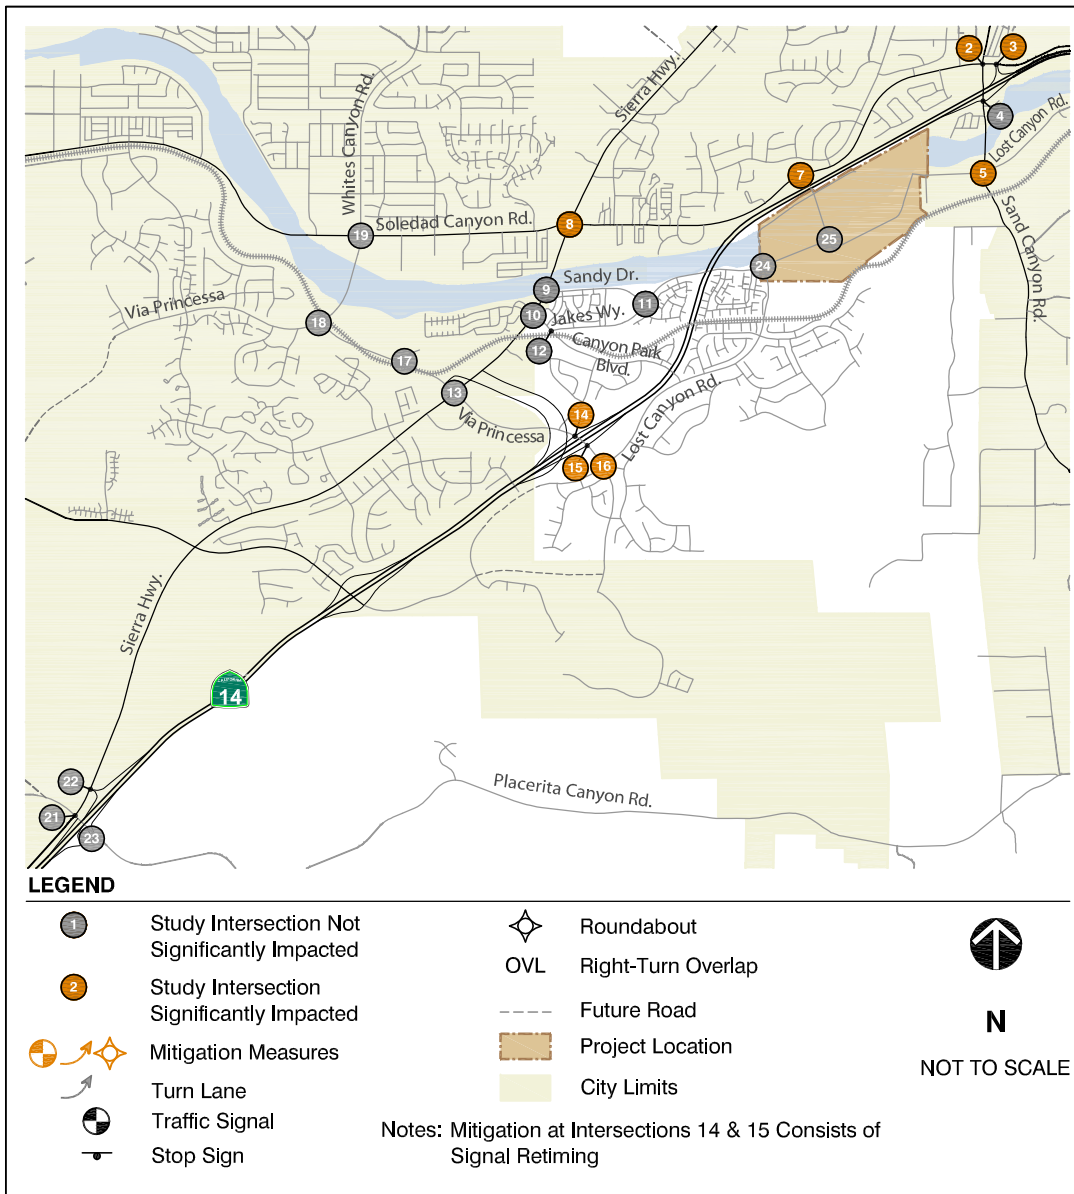 2
3
Sierra Hwy.
Whites Canyon Rd.
4
Lost Canyon Rd.
5
7
Soledad Canyon Rd.
8
19
Sand Canyon Rd.
25
24
Sandy Dr.
9
11
Via Princessa
10
Jakes Wy.
18
12
Canyon Park
Blvd.
17
13
Via Princessa
14
Lost Canyon Rd.
15
16
Sierra Hwy.
CALIFORNIA
14
22
Placerita Canyon Rd.
21
23
LEGEND
1
Study Intersection Not
Significantly Impacted
2
Study Intersection
Significantly Impacted
Mitigation Measures
Turn Lane
Traffic Signal
Stop Sign
Roundabout
OVL Right-Turn Overlap
Future Road
Project Location
City Limits
Notes: Mitigation at Intersections 14 & 15 Consists of
Signal Retiming
N
NOT TO SCALE